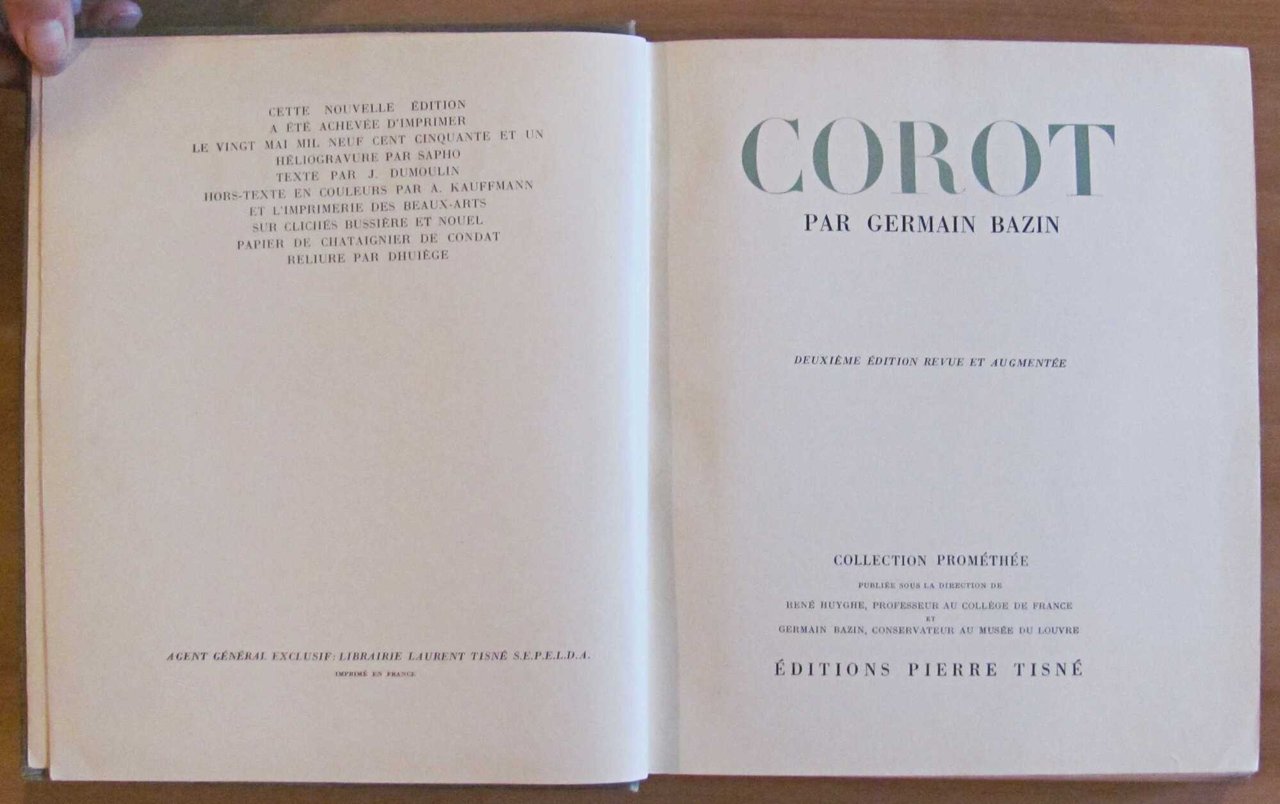 CETTE NOUVELLE ÉDITION
A ÉTÉ ACHEVÉE D'IMPRIMER
LE VINGT MAI MIL NEUF CENT CINQUANTE ET UN
HÉLIOGRAVURE PAR SAPHO
TEXTE PAR J. DUMOULIN
HORS-TEXTE EN COULEURS PAR A. KAUFFMANN
ET L'IMPRIMERIE DES BEAUX-ARTS
SUR CLICHÉS BUSSIÈRE ET NOUEL
PAPIER DE CHATAIGNIER DE CONDAT
RELIURE PAR DHUIÈGE
AGENT GÉNÉRAL EXCLUSIF: LIBRAIRIE LAURENT TISNÉ S.E.P.E.L.D.A.
IMPRIMÉ EN FRANCE
COROT
PAR GERMAIN BAZIN
DEUXIÈME ÉDITION REVUE ET AUGMENTÉE
COLLECTION PROMÉTHÉE
PUBLIÉE SOUS LA DIRECTION DE
RENÉ HUYGHE, PROFESSEUR AU COLLÈGE DE FRANCE
ET
GERMAIN BAZIN, CONSERVATEUR AU MUSÉE DU LOUVRE
ÉDITIONS PIERRE TISNÉ